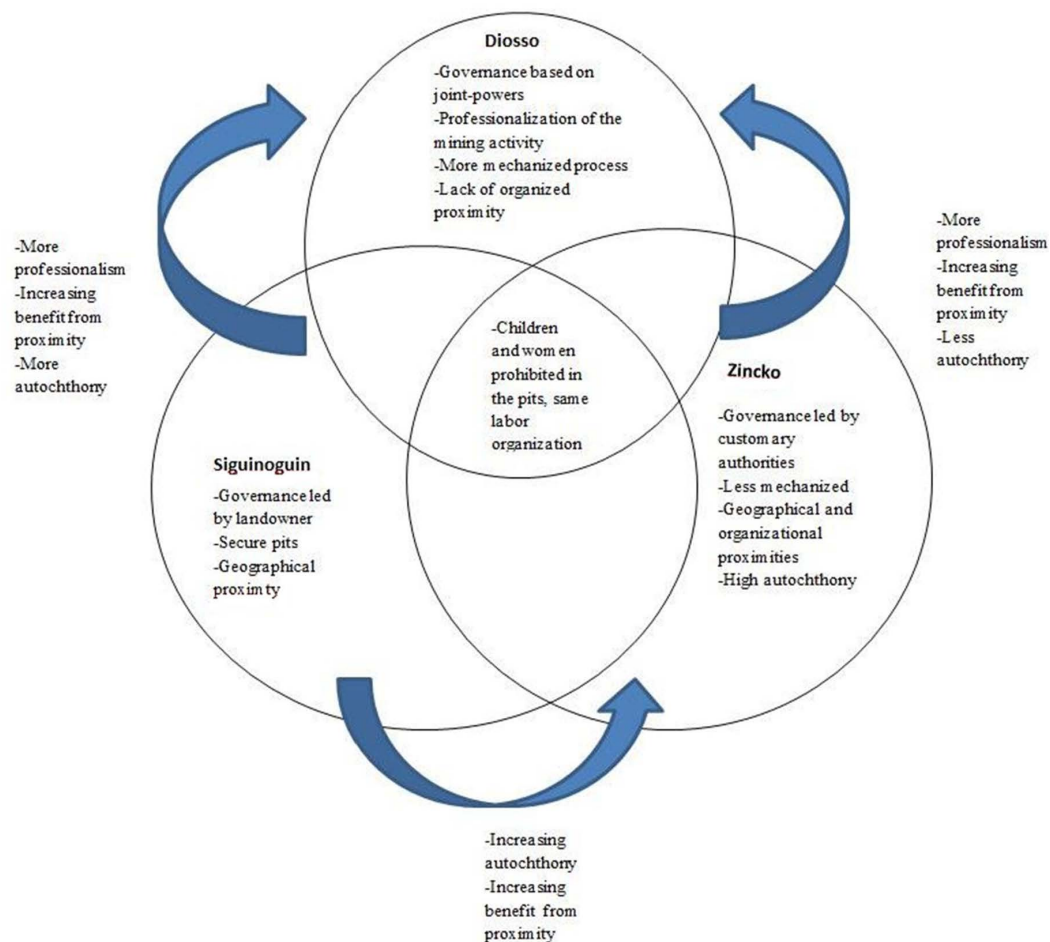 Diosso
-Governance based on
joint-powers
-Professionalization of the
mining activity
-More mechanized process
-Lack of organized
proximity
-More
professionalism
-Increasing
benefit from
proximity
-More
autochthony
-More
professionalism
-Increasing
benefit from
proximity
-Less
autochthony
-Children
and women
prohibited in
the pits, same
labor
organization
Zincko
-Governance led by
customary
authorities
-Less mechanized
-Geographical and
organizational
proximities
-High autochthony
Siguinoguin
-Governance led
by landowner
-Secure pits
-Geographical
proximty
-Increasing
autochthony
-Increasing
benefit from
proximity